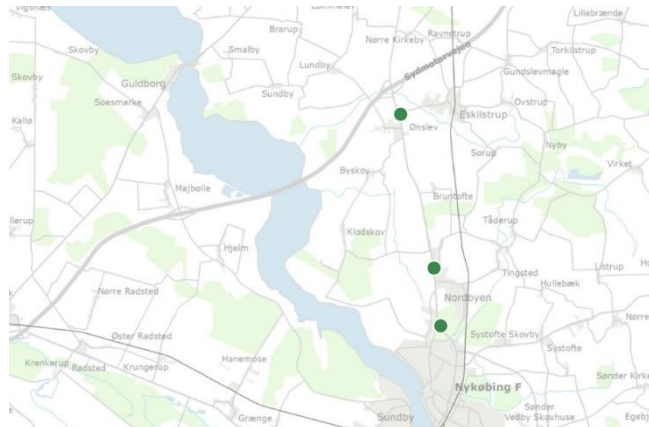 Skovby
Brarup
Nørre Kirkeby
Ravnstrup
Lillebrænde
Smalby
Lundby
Torkilstrup
Skovby
Guldborg
Sydmotorvejen
Gundslevmagle
Soesmarke
Sundby
Ovstrup
Eskilstrup
Kallø
Ønslev
Nyby
Sørup
Virket
Byskov
Majbølle
Bruntofte
Tåderup
Klodskov
Hjelm
Tingsted
Listrup
Hullebæk
Nørre Radsted
Nordbyen
Øster Radsted
Systofte Skovby
Systofte
Krenkerup
Radsted
Krungerup
Hanemose
Sønder Kirke
Nykøbing F
Grænge
Sundby
Sønder
Vedby Skovhuse
Egebj